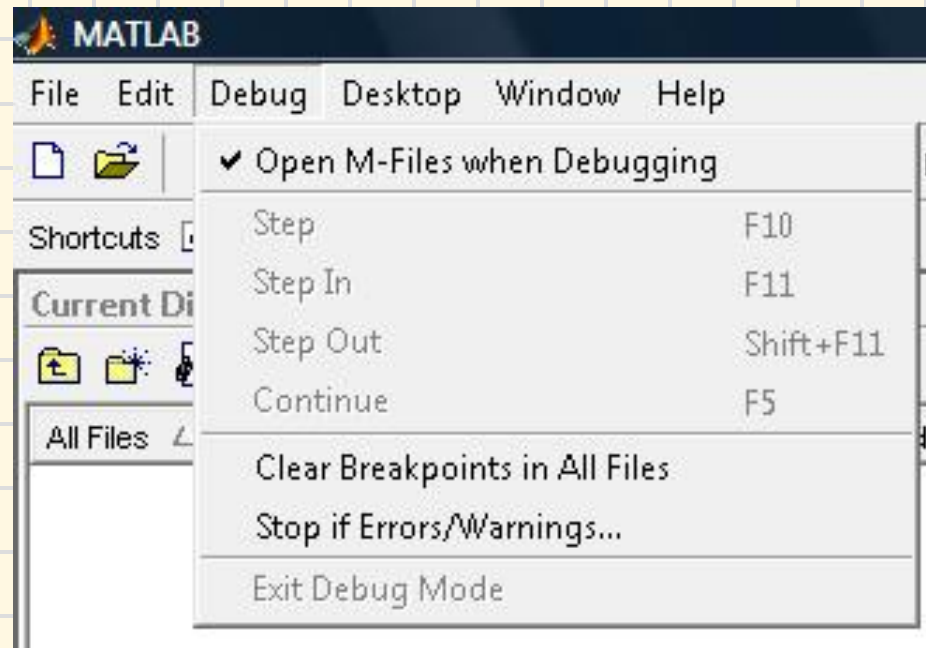 MATLAB
File Edit Debug Desktop Window Help
✔ Open M-Files when Debugging
Step F10
Shortcuts
Step In F11
Current Di
Step Out Shift+F11
Continue F5
All Files
Clear Breakpoints in All Files
Stop if Errors/Warnings...
Exit Debug Mode